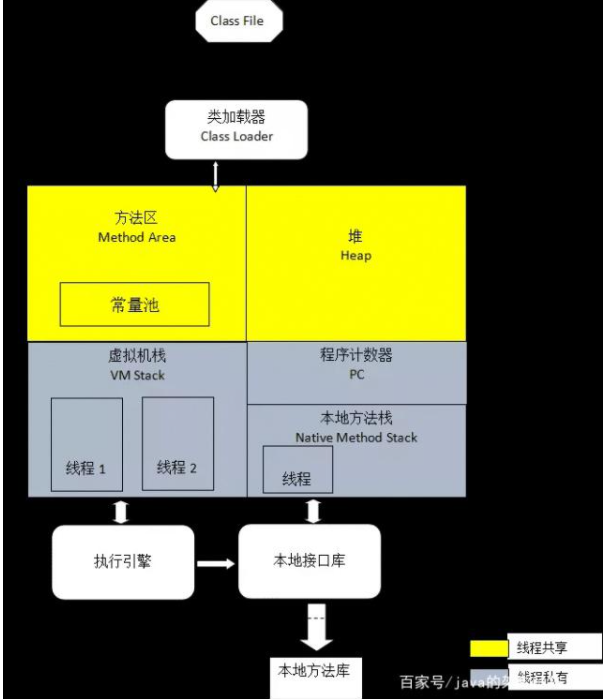 Class File
类加载器
Class Loader
方法区
Method Area
常量池
堆
Heap
虚拟机栈
VM Stack
线程 1
线程 2
程序计数器
PC
本地方法栈
Native Method Stack
线程
执行引擎
本地接口库
本地方法库
线程共享
线程私有
百家号/java的架